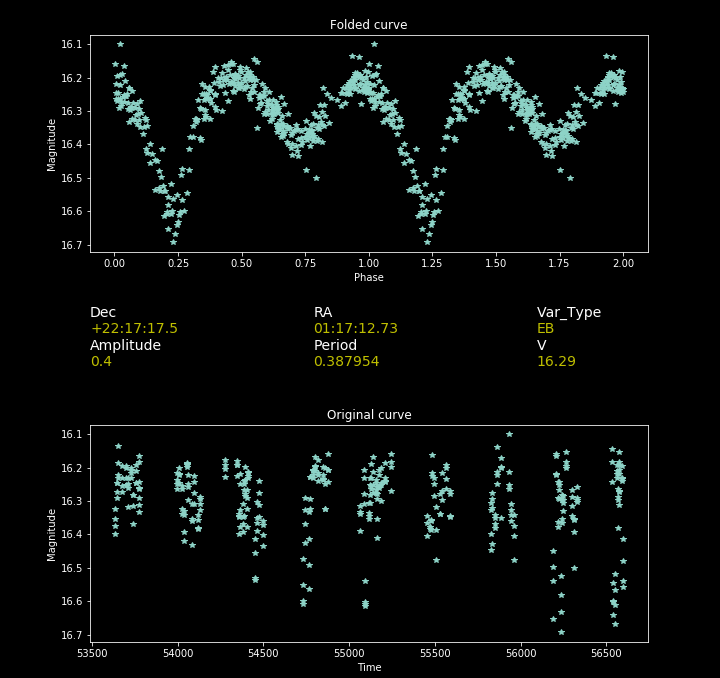 Folded curve
16.1
16.2
16.3
16.4
16.5
16.6
16.7
Magnitude
0.00 0.25 0.50 0.75 1.00 1.25 1.50 1.75 2.00
Phase
Dec RA Var_Type
+22:17:17.5 01:17:12.73 EB
Amplitude Period V
0.4 0.387954 16.29
Original curve
16.1
16.2
16.3
16.4
16.5
16.6
16.7
Magnitude
53500 54000 54500 55000 55500 56000 56500
Time